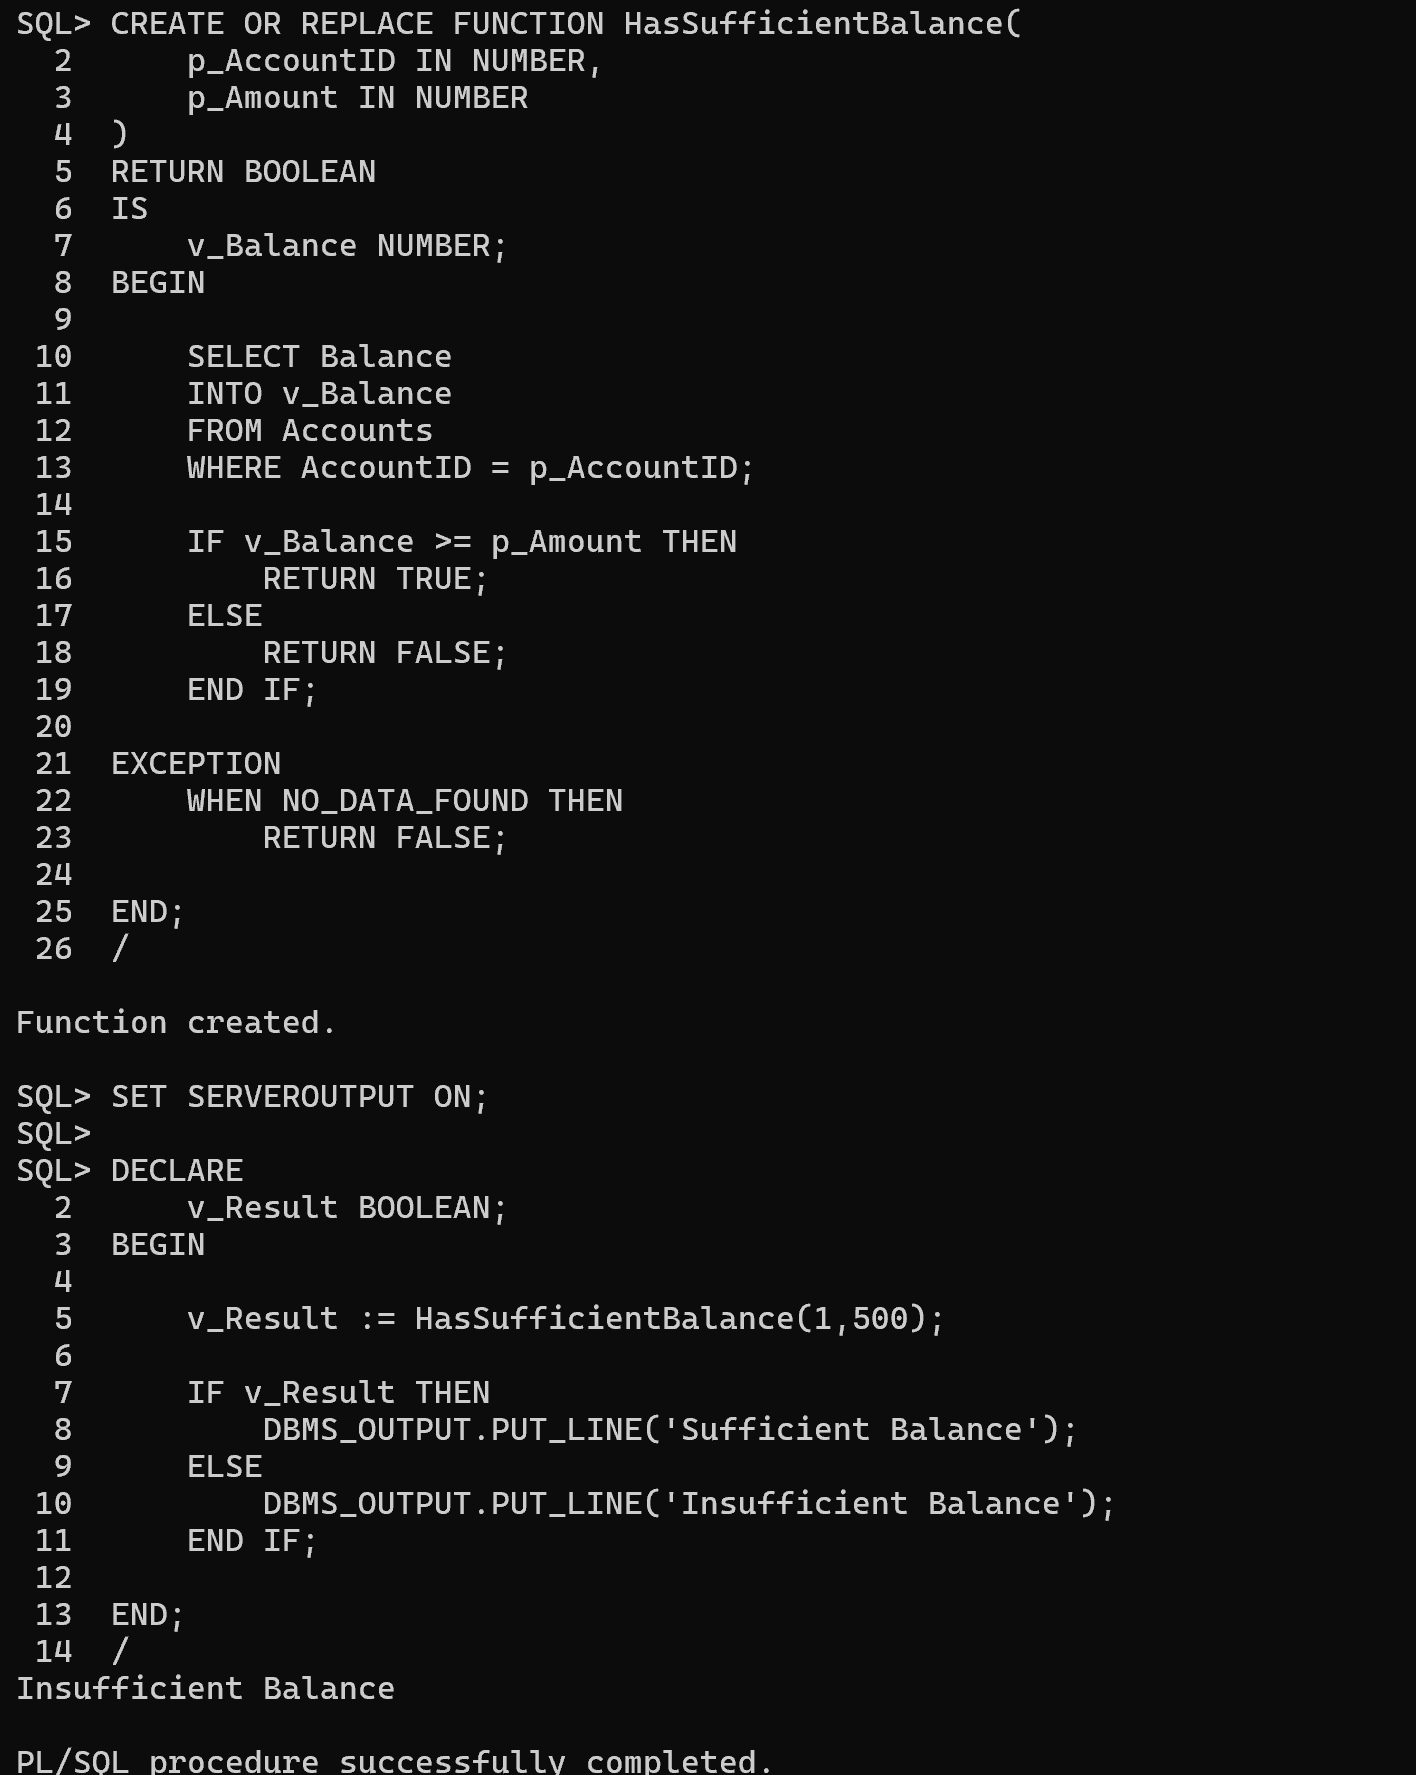 SQL> CREATE OR REPLACE FUNCTION HasSufficientBalance(
  2      p_AccountID IN NUMBER,
  3      p_Amount IN NUMBER
  4  )
  5  RETURN BOOLEAN
  6  IS
  7      v_Balance NUMBER;
  8  BEGIN
  9
 10      SELECT Balance
 11      INTO v_Balance
 12      FROM Accounts
 13      WHERE AccountID = p_AccountID;
 14
 15      IF v_Balance >= p_Amount THEN
 16          RETURN TRUE;
 17      ELSE
 18          RETURN FALSE;
 19      END IF;
 20
 21  EXCEPTION
 22      WHEN NO_DATA_FOUND THEN
 23          RETURN FALSE;
 24
 25  END;
 26  /

Function created.

SQL> SET SERVEROUTPUT ON;
SQL>
SQL> DECLARE
  2      v_Result BOOLEAN;
  3  BEGIN
  4
  5      v_Result := HasSufficientBalance(1,500);
  6
  7      IF v_Result THEN
  8          DBMS_OUTPUT.PUT_LINE('Sufficient Balance');
  9      ELSE
 10          DBMS_OUTPUT.PUT_LINE('Insufficient Balance');
 11      END IF;
 12
 13  END;
 14  /
Insufficient Balance

PL/SQL procedure successfully completed.